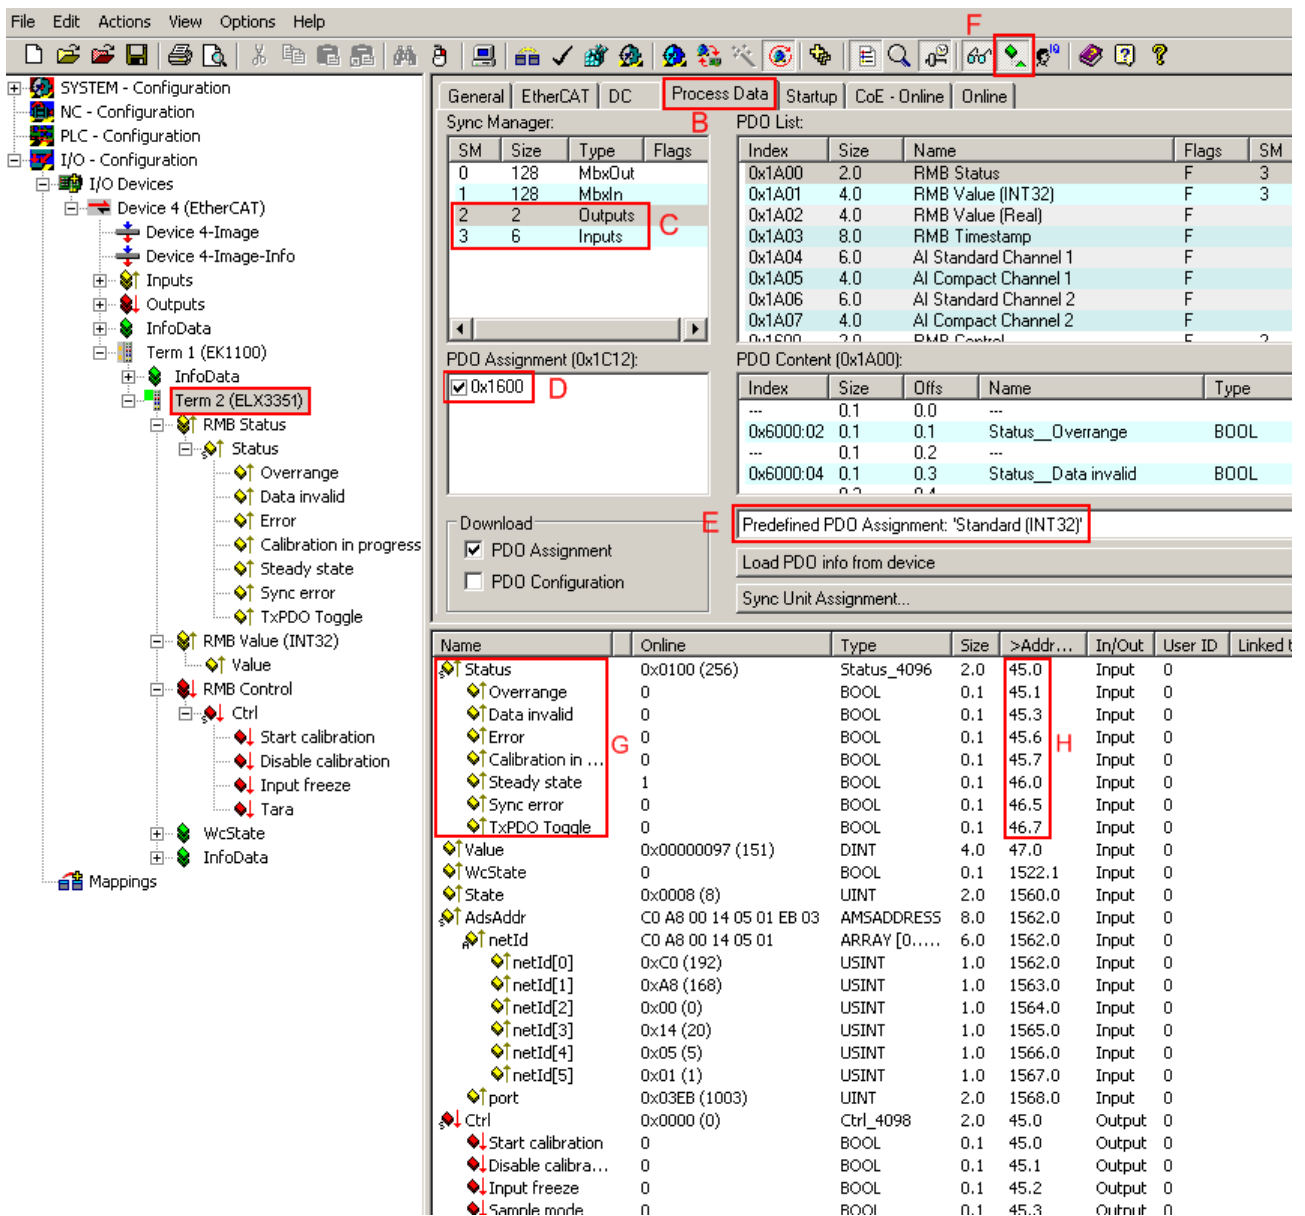 File Edit Actions View Options Help
F
SYSTEM - Configuration
NC - Configuration
PLC - Configuration
I/O - Configuration
I/O Devices
Device 4 (EtherCAT)
Device 4-Image
Device 4-Image-Info
Inputs
Outputs
InfoData
Term 1 (EK1100)
InfoData
Term 2 (ELX3351)
RMB Status
Status
Overrange
Data invalid
Error
Calibration in progress
Steady state
Sync error
TxPDO Toggle
RMB Value (INT32)
Value
RMB Control
Ctrl
Start calibration
Disable calibration
Input freeze
Tara
WcState
InfoData
Mappings
General EtherCAT DC Process Data Startup CoE - Online Online
B
Sync Manager:
SM Size Type Flags
0 128 MbxOut
1 128 MbxIn
2 2 Outputs
3 6 Inputs
C
PDO List:
Index Size Name Flags SM
0x1A00 2.0 RMB Status F 3
0x1A01 4.0 RMB Value (INT32) F 3
0x1A02 4.0 RMB Value (Real) F
0x1A03 8.0 RMB Timestamp F
0x1A04 6.0 AI Standard Channel 1 F
0x1A05 4.0 AI Compact Channel 1 F
0x1A06 6.0 AI Standard Channel 2 F
0x1A07 4.0 AI Compact Channel 2 F
0x1600 2.0 RMB Control F 2
PDO Assignment (0x1C12):
0x1600
D
PDO Content (0x1A00):
Index Size Offs Name Type
--- 0.1 0.0 ---
0x6000:02 0.1 0.1 Status__Overrange BOOL
--- 0.1 0.2 ---
0x6000:04 0.1 0.3 Status__Data invalid BOOL
0.2 0.4
Download
PDO Assignment
PDO Configuration
E
Predefined PDO Assignment: 'Standard (INT32)'
Load PDO info from device
Sync Unit Assignment...
Name Online Type Size >Addr... In/Out User ID Linked t
Status 0x0100 (256) Status_4096 2.0 45.0 Input 0
Overrange 0 BOOL 0.1 45.1 Input 0
Data invalid 0 BOOL 0.1 45.3 Input 0
Error 0 BOOL 0.1 45.6 Input 0
G
H
Calibration in ... 0 BOOL 0.1 45.7 Input 0
Steady state 1 BOOL 0.1 46.0 Input 0
Sync error 0 BOOL 0.1 46.5 Input 0
TxPDO Toggle 0 BOOL 0.1 46.7 Input 0
Value 0x00000097 (151) DINT 4.0 47.0 Input 0
WcState 0 BOOL 0.1 1522.1 Input 0
State 0x0008 (8) UINT 2.0 1560.0 Input 0
AdsAddr C0 A8 00 14 05 01 EB 03 AMSADDRESS 8.0 1562.0 Input 0
netId C0 A8 00 14 05 01 ARRAY [0..... 6.0 1562.0 Input 0
netId[0] 0xC0 (192) USINT 1.0 1562.0 Input 0
netId[1] 0xA8 (168) USINT 1.0 1563.0 Input 0
netId[2] 0x00 (0) USINT 1.0 1564.0 Input 0
netId[3] 0x14 (20) USINT 1.0 1565.0 Input 0
netId[4] 0x05 (5) USINT 1.0 1566.0 Input 0
netId[5] 0x01 (1) USINT 1.0 1567.0 Input 0
port 0x03EB (1003) UINT 2.0 1568.0 Input 0
Ctrl 0x0000 (0) Ctrl_4098 2.0 45.0 Output 0
Start calibration 0 BOOL 0.1 45.0 Output 0
Disable calibra... 0 BOOL 0.1 45.1 Output 0
Input freeze 0 BOOL 0.1 45.2 Output 0
Sample mode 0 BOOL 0.1 45.3 Output 0